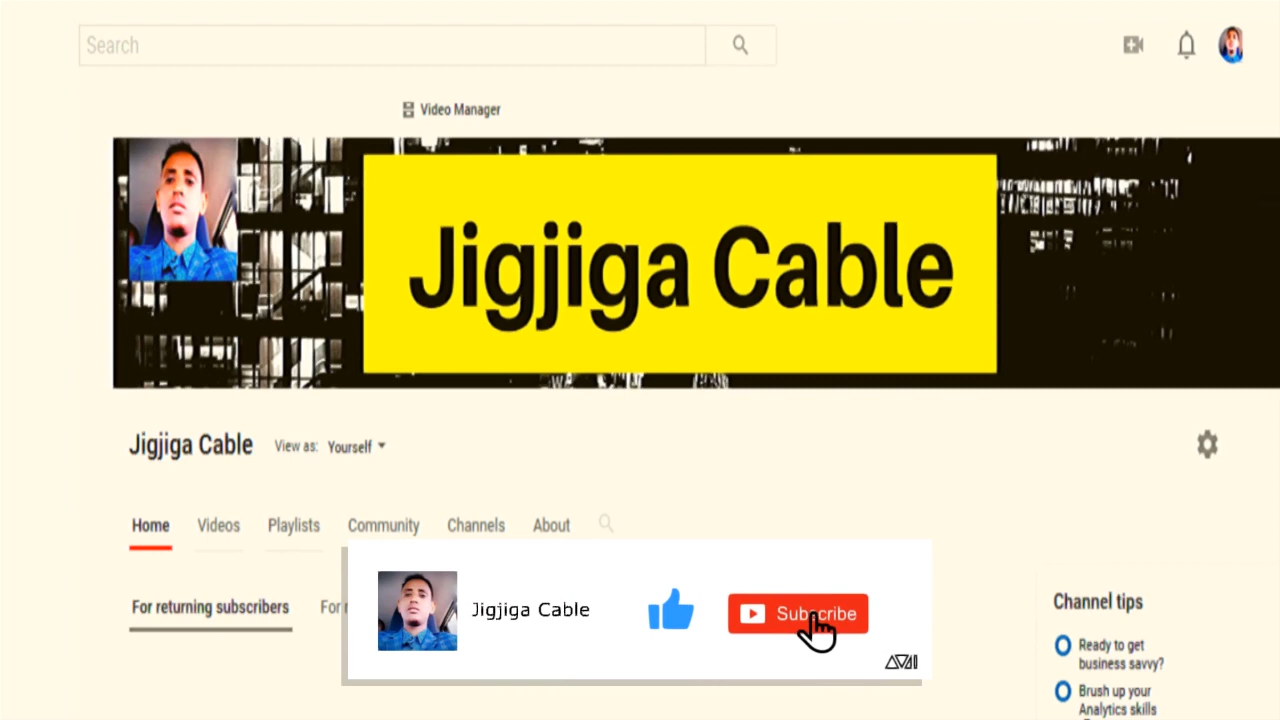 Search
Video Manager
Jigjiga Cable
Jigjiga Cable View as: Yourself
Home Videos Playlists Community Channels About
For returning subscribers For
Jigjiga Cable Subscribe
Channel tips
Ready to get
business savvy?
Brush up your
Analytics skills